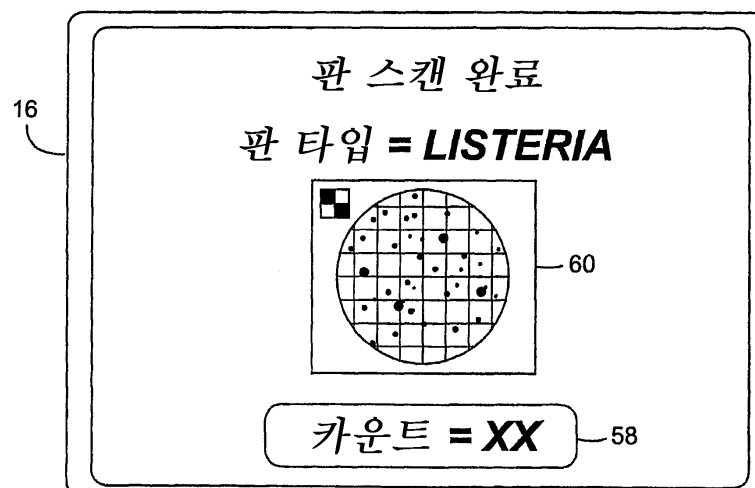 판 스캔 완료
16
판 타입 = LISTERIA
60
카운트 = XX
58